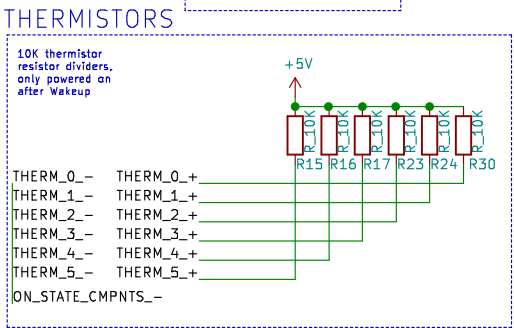 THERMISTORS
10K thermistor
resistor dividers,
only powered on
after Wakeup
+5V
R_10K R_10K R_10K R_10K R_10K R_10K
R15 R16 R17 R23 R24 R30
THERM_0_- THERM_0_+
THERM_1_- THERM_1_+
THERM_2_- THERM_2_+
THERM_3_- THERM_3_+
THERM_4_- THERM_4_+
THERM_5_- THERM_5_+
ON_STATE_CMPNTS_-